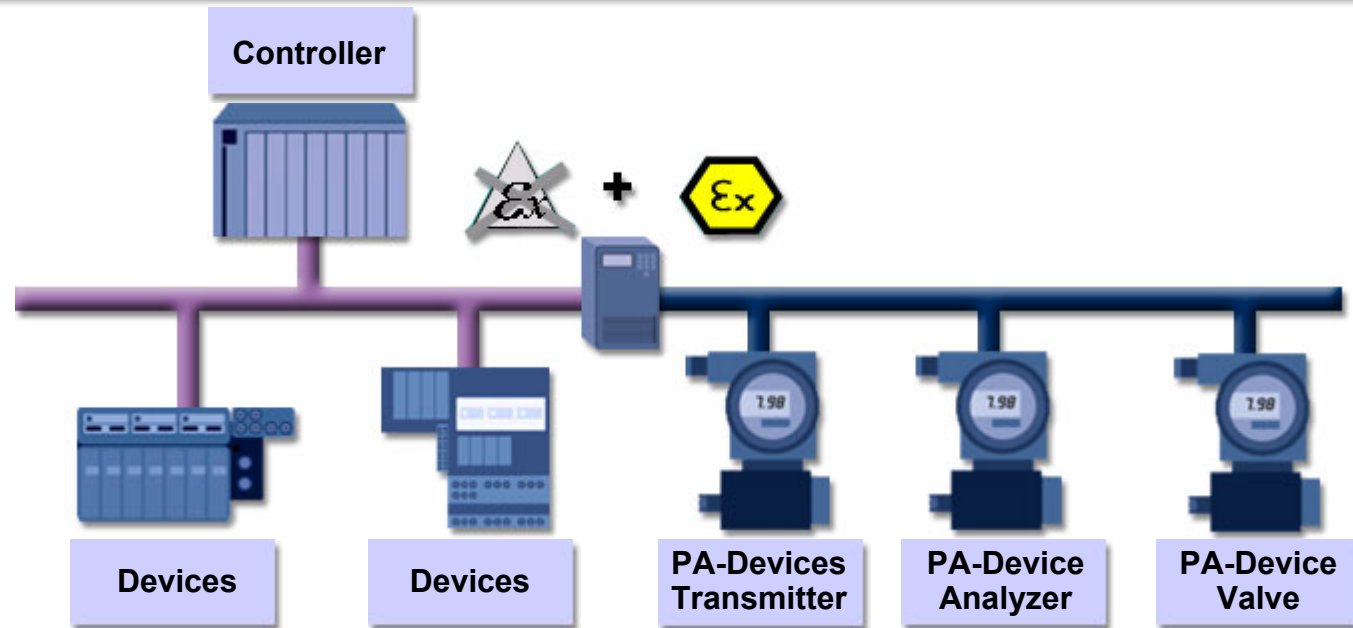 Controller
Ex
+
Ex
7.98
7.98
7.98
Devices
Devices
PA-Devices
Transmitter
PA-Device
Analyzer
PA-Device
Valve